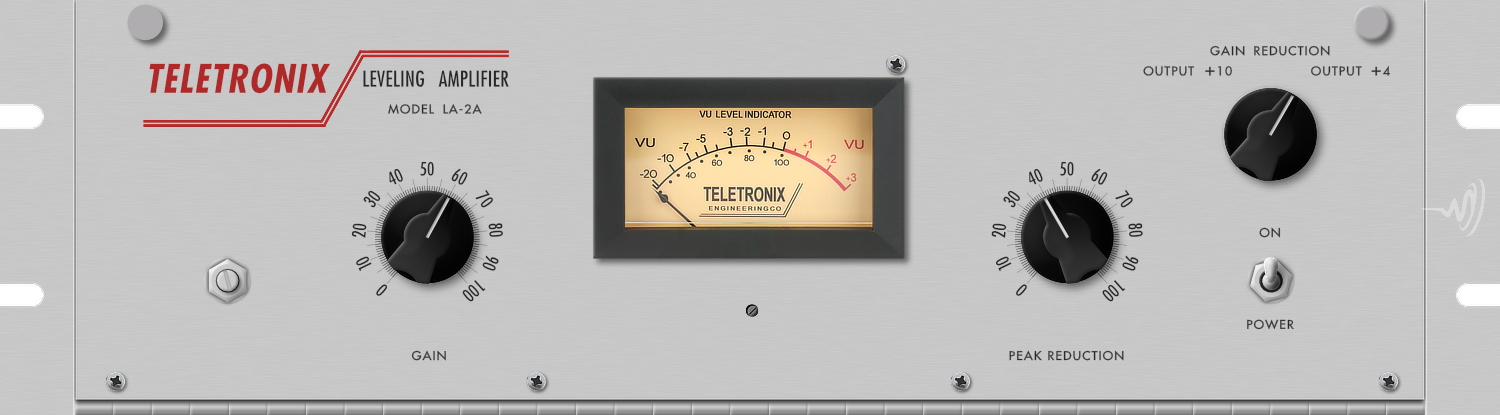 TELETRONIX
LEVELING AMPLIFIER
MODEL LA-2A
GAIN REDUCTION
OUTPUT +10 OUTPUT +4
VU LEVEL INDICATOR
VU -20 -10 -7 -5 -3 -2 -1 0 +1 +2 +3 VU
40 60 80 100
TELETRONIX
ENGINEERING CO
0 10 20 30 40 50 60 70 80 90 100
0 10 20 30 40 50 60 70 80 90 100
ON
POWER
GAIN
PEAK REDUCTION